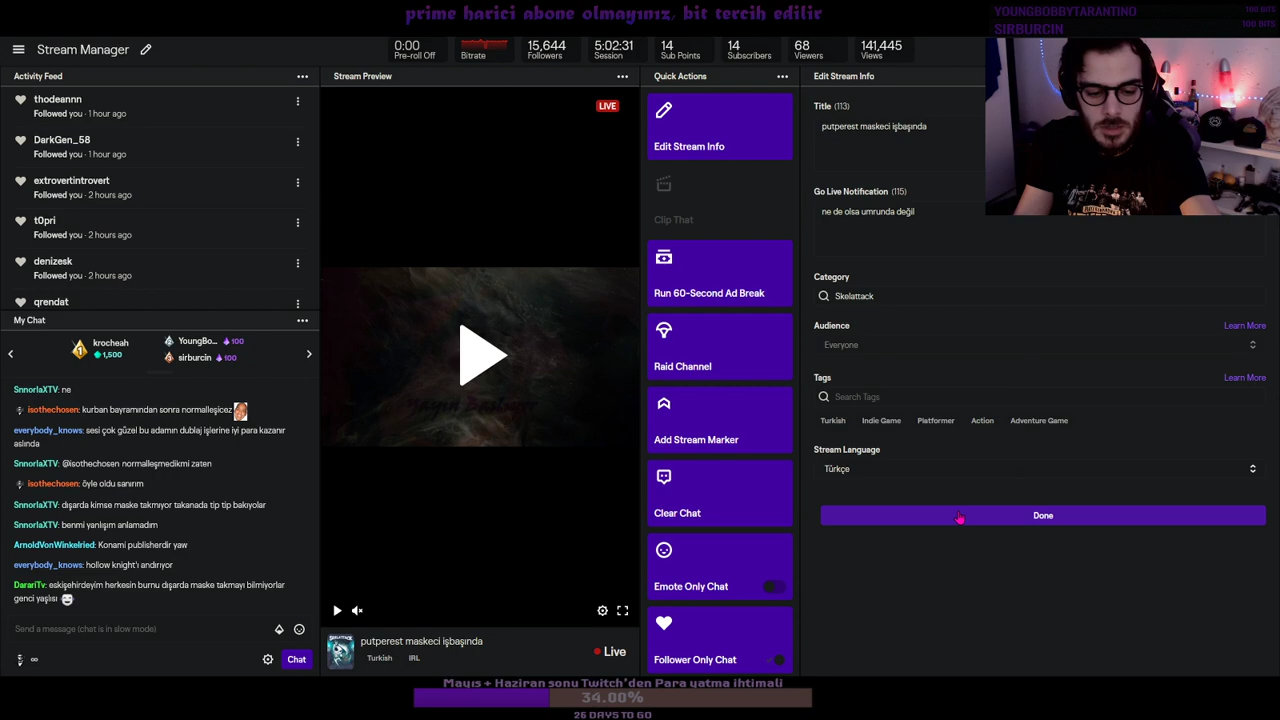 prime harici abone olmayınız, bit tercih edilir
YOUNGBOBBYTARANTINO
100 BITS
SIRBURCIN
100 BITS
Stream Manager
0:00
Pre-roll Off
Bitrate
15,644
Followers
5:02:31
Session
14
Sub Points
14
Subscribers
68
Viewers
141,445
Views
Activity Feed
thodeannn
Followed you · 1 hour ago
DarkGen_58
Followed you · 1 hour ago
extrovertintrovert
Followed you · 2 hours ago
t0pri
Followed you · 2 hours ago
denizesk
Followed you · 2 hours ago
qrendat
My Chat
1
krocheah
1,500
YoungBo... 100
sirburcin 100
SnnorlaXTV: ne
isothechosen: kurban bayramından sonra normalleşicez
everybody_knows: sesi çok güzel bu adamın dublaj işlerine iyi para kazanır
aslında
SnnorlaXTV: @isothechosen normalleşmedikmi zaten
isothechosen: öyle oldu sanırım
SnnorlaXTV: dışarda kimse maske takmıyor takanada tip tip bakıyolar
SnnorlaXTV: benmi yanlışım anlamadım
ArnoldVonWinkelried: Konami publisherdir yaw
everybody_knows: hollow knight'ı andırıyor
DarariTv: eskişehirdeyim herkesin burnu dışarda maske takmayı bilmiyorlar
genci yaşlısı
Send a message (chat is in slow mode)
∞
Chat
Stream Preview
LIVE
putperest maskeci işbaşında
Turkish
IRL
Live
Quick Actions
Edit Stream Info
Clip That
Run 60-Second Ad Break
Raid Channel
Add Stream Marker
Clear Chat
Emote Only Chat
Follower Only Chat
Edit Stream Info
Title (113)
putperest maskeci işbaşında
Go Live Notification (115)
ne de olsa umrunda değil
Category
Skelattack
Audience
Learn More
Everyone
Tags
Learn More
Search Tags
Turkish
Indie Game
Platformer
Action
Adventure Game
Stream Language
Türkçe
Done
Mayıs + Haziran sonu Twitch'den Para yatma ihtimali
34.00%
26 DAYS TO GO